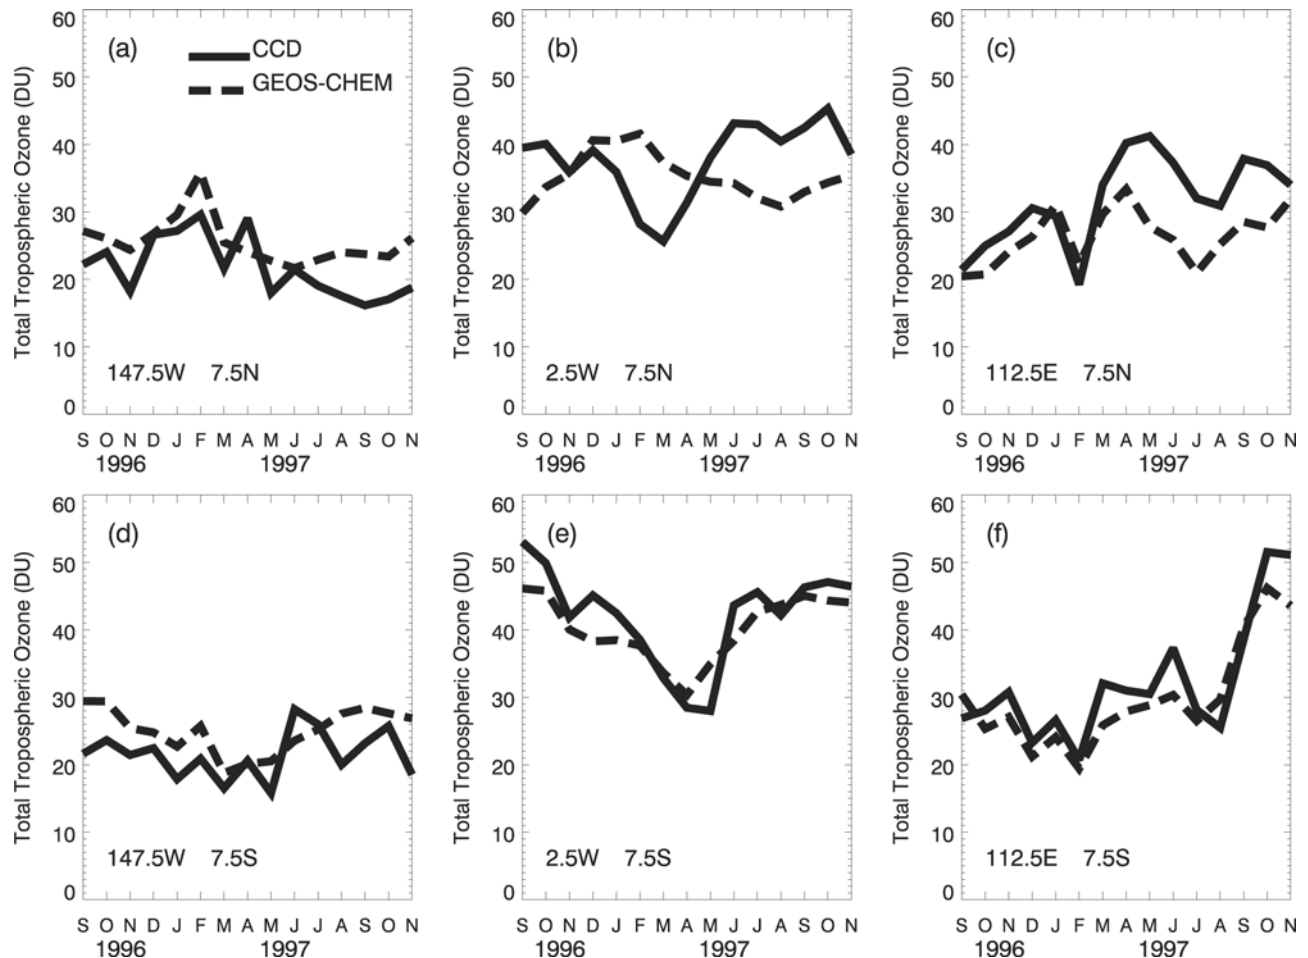 (a)
CCD
GEOS-CHEM
Total Tropospheric Ozone (DU)
60
50
40
30
20
10
0
147.5W 7.5N
S O N D J F M A M J J A S O N
1996 1997
(b)
Total Tropospheric Ozone (DU)
60
50
40
30
20
10
0
2.5W 7.5N
S O N D J F M A M J J A S O N
1996 1997
(c)
Total Tropospheric Ozone (DU)
60
50
40
30
20
10
0
112.5E 7.5N
S O N D J F M A M J J A S O N
1996 1997
(d)
Total Tropospheric Ozone (DU)
60
50
40
30
20
10
0
147.5W 7.5S
S O N D J F M A M J J A S O N
1996 1997
(e)
Total Tropospheric Ozone (DU)
60
50
40
30
20
10
0
2.5W 7.5S
S O N D J F M A M J J A S O N
1996 1997
(f)
Total Tropospheric Ozone (DU)
60
50
40
30
20
10
0
112.5E 7.5S
S O N D J F M A M J J A S O N
1996 1997